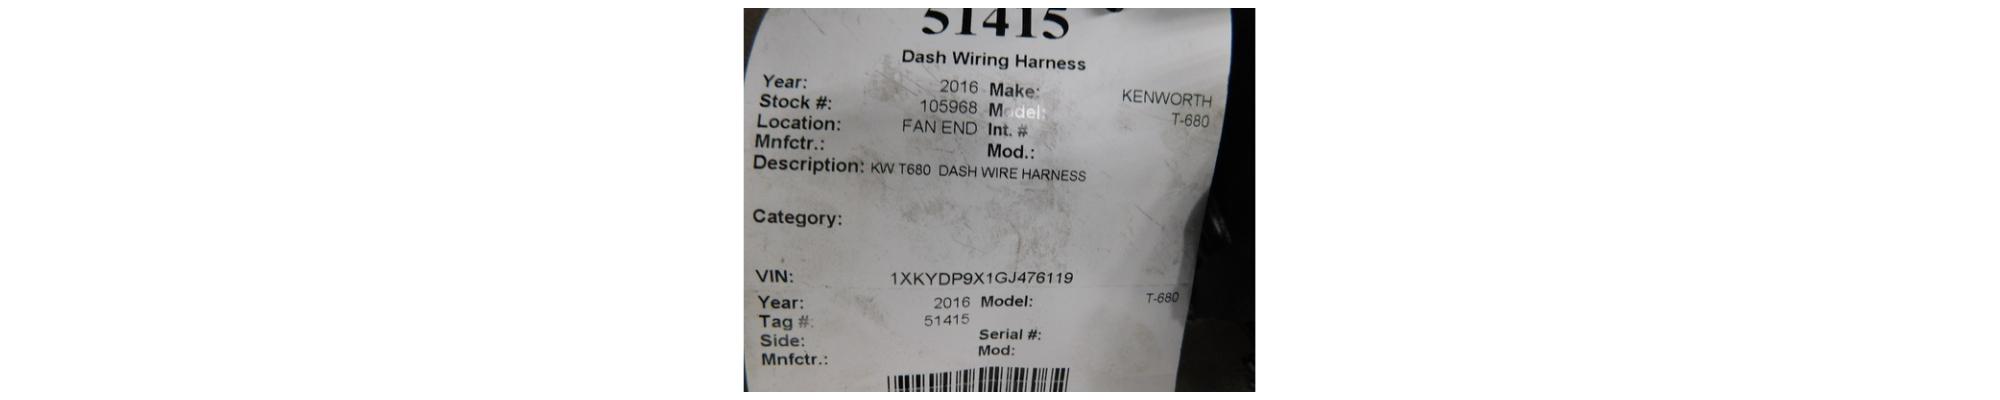 51415
Dash Wiring Harness
Year: 2016 Make: KENWORTH
Stock #: 105968 Model: T-680
Location: FAN END Int. #
Mnfctr.: Mod.:
Description: KW T680 DASH WIRE HARNESS
Category:
VIN: 1XKYDP9X1GJ476119
Year: 2016 Model: T-680
Tag #: 51415
Side: Serial #:
Mnfctr.: Mod: